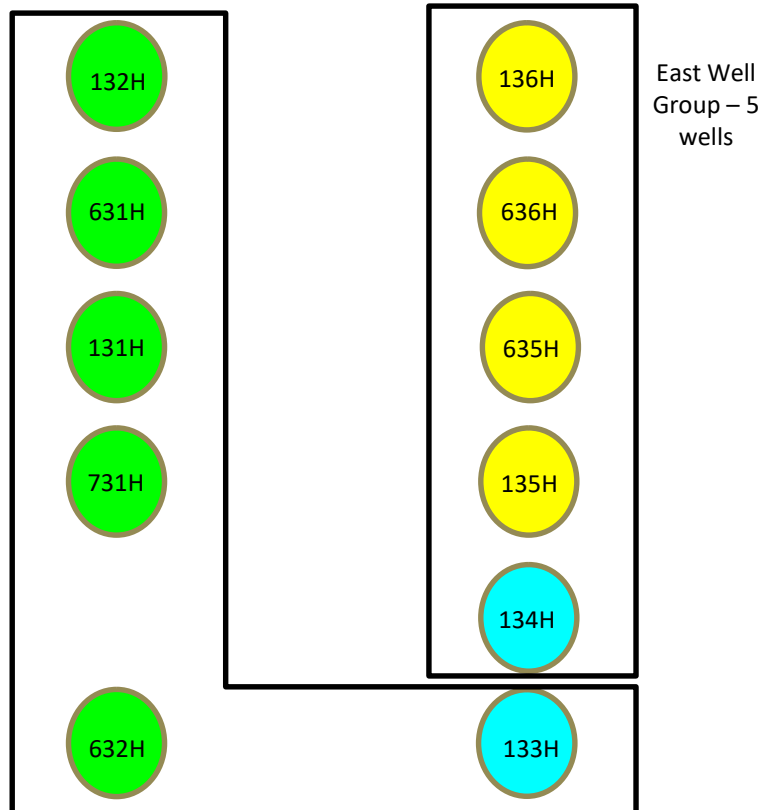 132H
136H
East Well
Group – 5
wells
631H
636H
131H
635H
731H
135H
134H
632H
133H